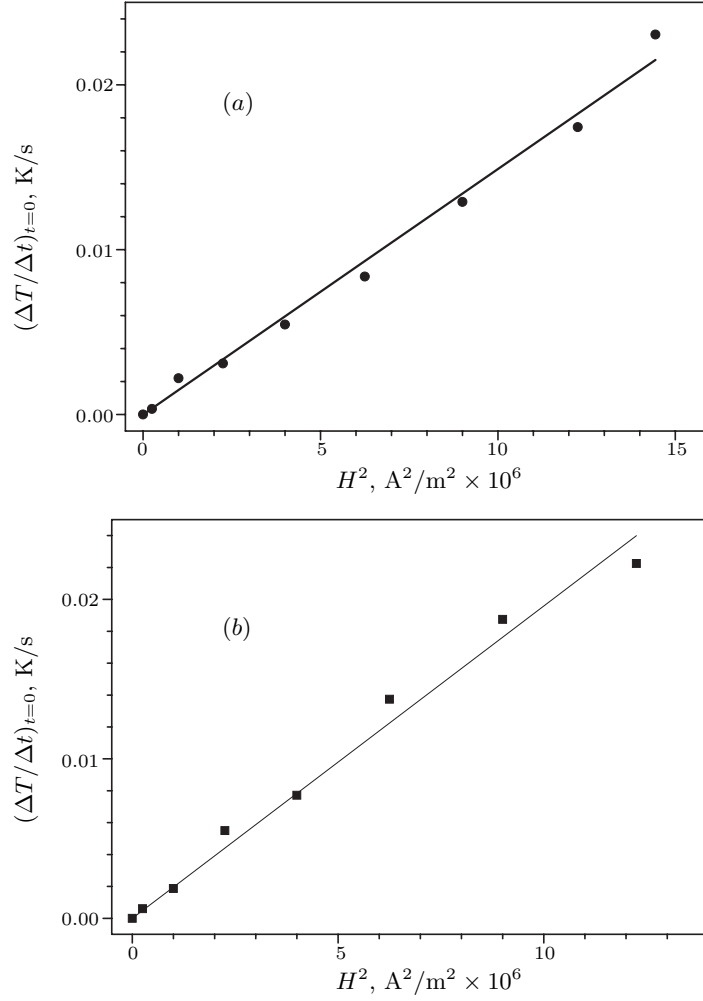 (a)
0.02
0.01
0.00
(ΔT/Δt)ₜ₌₀, K/s
0 5 10 15
H², A²/m² × 10⁶
(b)
0.02
0.01
0.00
(ΔT/Δt)ₜ₌₀, K/s
0 5 10
H², A²/m² × 10⁶